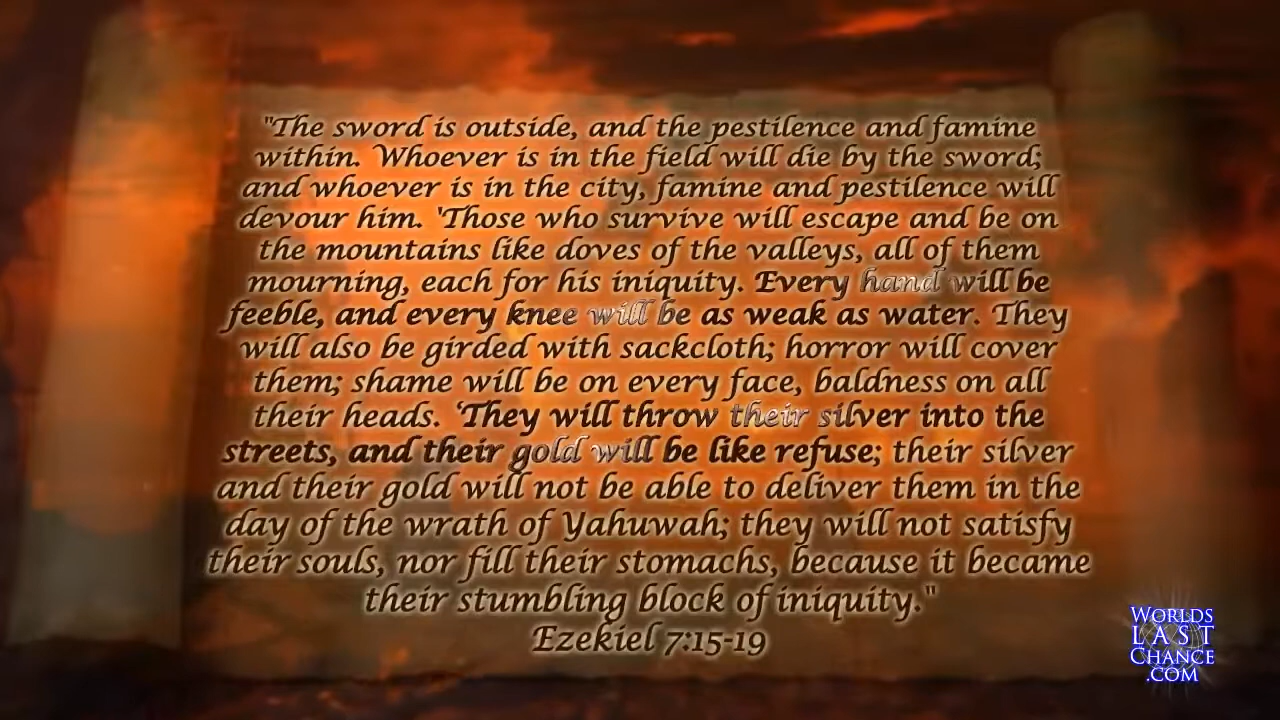 "The sword is outside, and the pestilence and famine
within. Whoever is in the field will die by the sword;
and whoever is in the city, famine and pestilence will
devour him. 'Those who survive will escape and be on
the mountains like doves of the valleys, all of them
mourning, each for his iniquity. Every hand will be
feeble, and every knee will be as weak as water. They
will also be girded with sackcloth; horror will cover
them; shame will be on every face, baldness on all
their heads. 'They will throw their silver into the
streets, and their gold will be like refuse; their silver
and their gold will not be able to deliver them in the
day of the wrath of Yahuwah; they will not satisfy
their souls, nor fill their stomachs, because it became
their stumbling block of iniquity."
Ezekiel 7:15-19
WORLDS
LAST
CHANCE
.COM